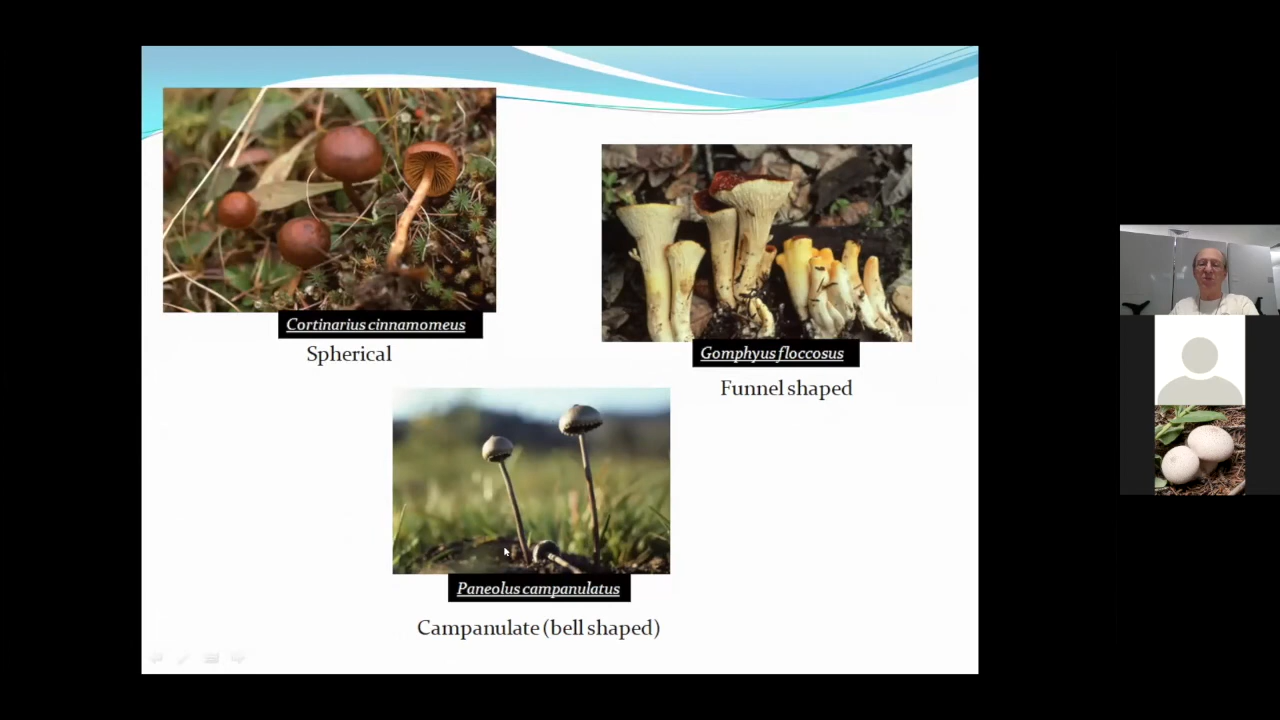 Cortinarius cinnamomeus
Spherical
Gomphyus floccosus
Funnel shaped
Paneolus campanulatus
Campanulate (bell shaped)